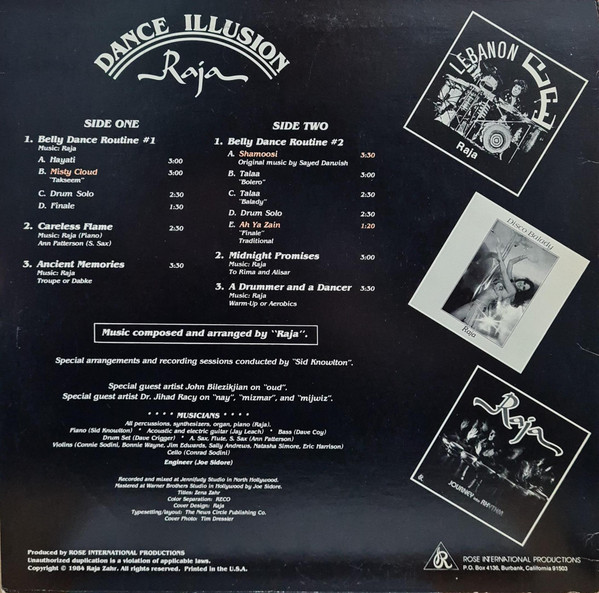 DANCE ILLUSION
Raja
SIDE ONE
1. Belly Dance Routine #1
Music: Raja
A. Hayati 3:00
B. Misty Cloud 3:00
"Takseem"
C. Drum Solo 2:30
D. Finale 1:30
2. Careless Flame 2:30
Music: Raja (Piano)
Ann Patterson (S. Sax)
3. Ancient Memories 3:30
Music: Raja
Troupe or Dabke
SIDE TWO
1. Belly Dance Routine #2
A. Shamoosi 3:30
Original music by Sayed Darwish
B. Talaa 3:00
"Bolero"
C. Talaa 2:30
"Balady"
D. Drum Solo 2:30
E. Ah Ya Zain 1:20
"Finale"
Traditional
2. Midnight Promises 3:00
Music: Raja
To Rima and Alisar
3. A Drummer and a Dancer 3:30
Music: Raja
Warm-Up or Aerobics
LEBANON
Raja
Disco Balady
Raja
Raja
JOURNEY INTO RHYTHM
Music composed and arranged by "Raja".
Special arrangements and recording sessions conducted by "Sid Knowlton".
Special guest artist John Bilezikjian on "oud".
Special guest artist Dr. Jihad Racy on "nay", "mizmar", and "mijwiz".
* * * * MUSICIANS * * * *
All percussions, synthesizers, organ, piano (Raja).
Piano (Sid Knowlton) * Acoustic and electric guitar (Jay Leach) * Bass (Dave Coy)
Drum Set (Dave Crigger) * A. Sax, Flute, S. Sax (Ann Patterson)
Violins (Connie Sodini, Bonnie Wayne, Jim Eduards, Sally Andrews, Natasha Simore, Eric Harrison)
Cello (Conrad Sodini)
Engineer (Joe Sidore)
Recorded and mixed at Jennifudy Studio in North Hollywood.
Mastered at Warner Brothers Studio in Hollywood by Joe Sidore.
Titles: Zena Zahr
Color Separation: RECO
Cover Design: Raja
Typesetting/layout: The News Circle Publishing Co.
Cover Photo: Tim Dressler
Produced by ROSE INTERNATIONAL PRODUCTIONS
Unauthorized duplication is a violation of applicable laws.
Copyright © 1984 Raja Zahr. All rights reserved. Printed in the U.S.A.
R
ROSE INTERNATIONAL PRODUCTIONS
P.O. Box 4136, Burbank, California 91503